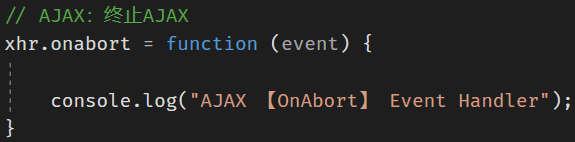 // AJAX: 终止AJAX
xhr.onabort = function (event) {
console.log("AJAX 【OnAbort】 Event Handler");
}